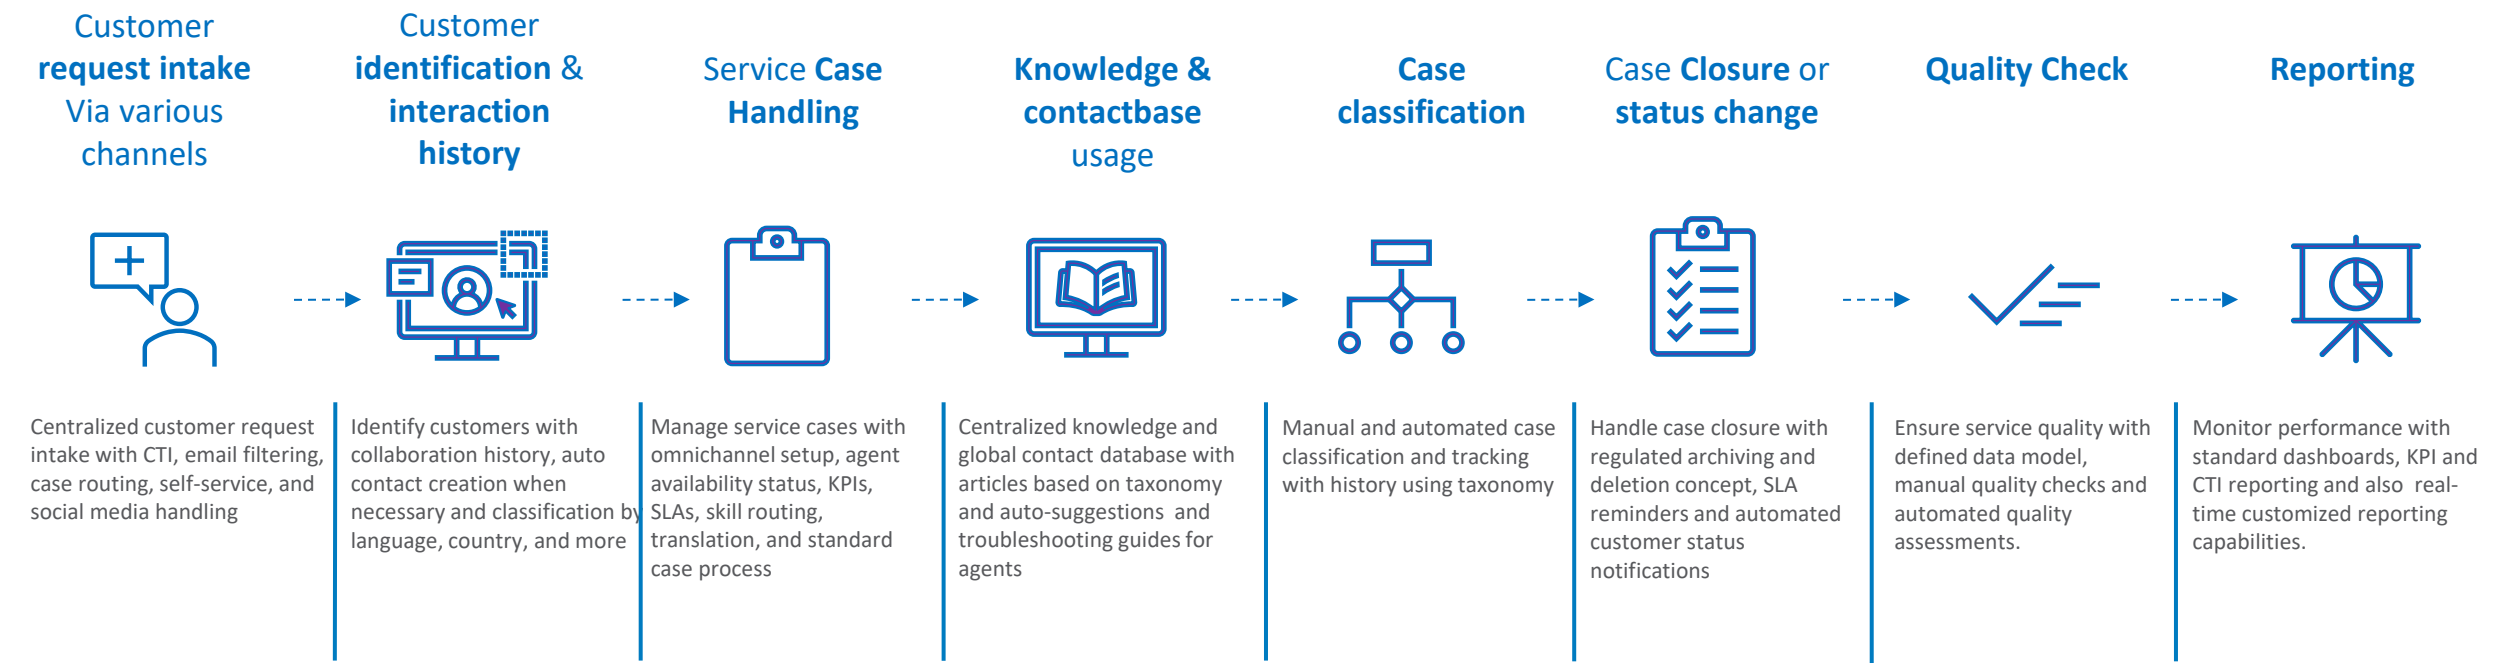 Customer
request intake
Via various
channels
Customer
identification &
interaction
history
Service Case
Handling
Knowledge &
contactbase
usage
Case
classification
Case Closure or
status change
Quality Check
Reporting
Centralized customer request
intake with CTI, email filtering,
case routing, self-service, and
social media handling
Identify customers with
collaboration history, auto
contact creation when
necessary and classification by
language, country, and more
Manage service cases with
omnichannel setup, agent
availability status, KPIs,
SLAs, skill routing,
translation, and standard
case process
Centralized knowledge and
global contact database with
articles based on taxonomy
and auto-suggestions and
troubleshooting guides for
agents
Manual and automated case
classification and tracking
with history using taxonomy
Handle case closure with
regulated archiving and
deletion concept, SLA
reminders and automated
customer status
notifications
Ensure service quality with
defined data model,
manual quality checks and
automated quality
assessments.
Monitor performance with
standard dashboards, KPI and
CTI reporting and also real-
time customized reporting
capabilities.